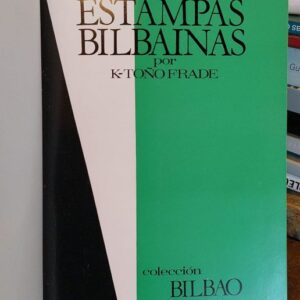 ESTAMPAS
BILBAINAS
por
K-TOÑO FRADE
colección
BILBAO